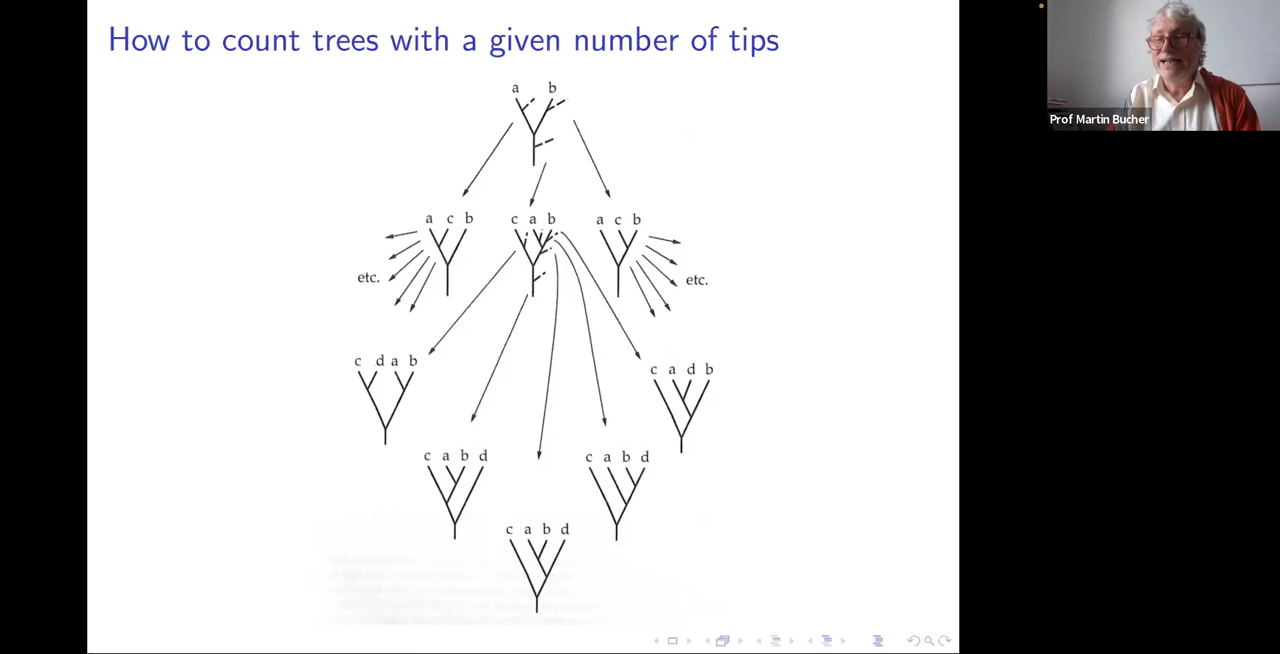 How to count trees with a given number of tips
Prof Martin Bucher
a b
a c b
c a b
a c b
etc.
etc.
c d a b
c a d b
c a b d
c a b d
c a b d